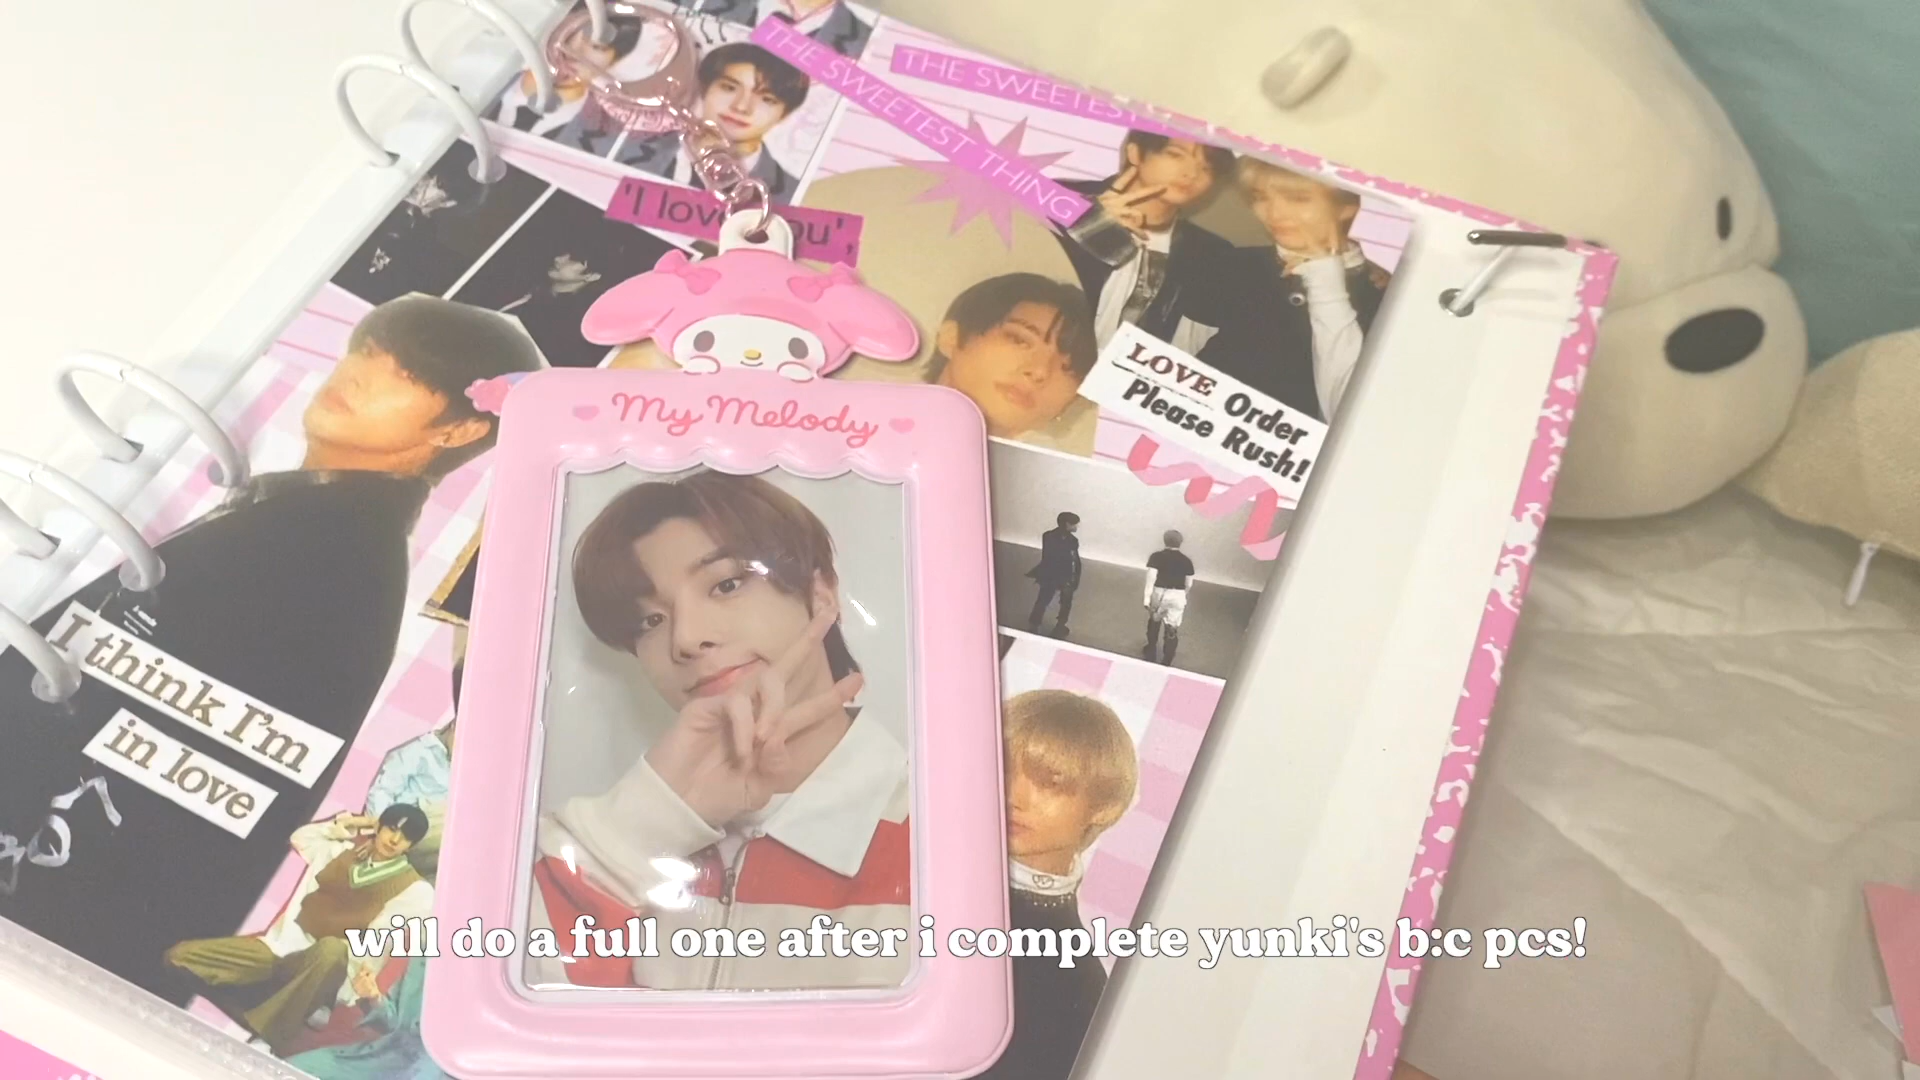 THE SWEETEST THING
THE SWEETEST
'I love you',
LOVE Order
Please Rush!
My Melody
I think I'm
in love
will do a full one after i complete yunki's b:c pcs!